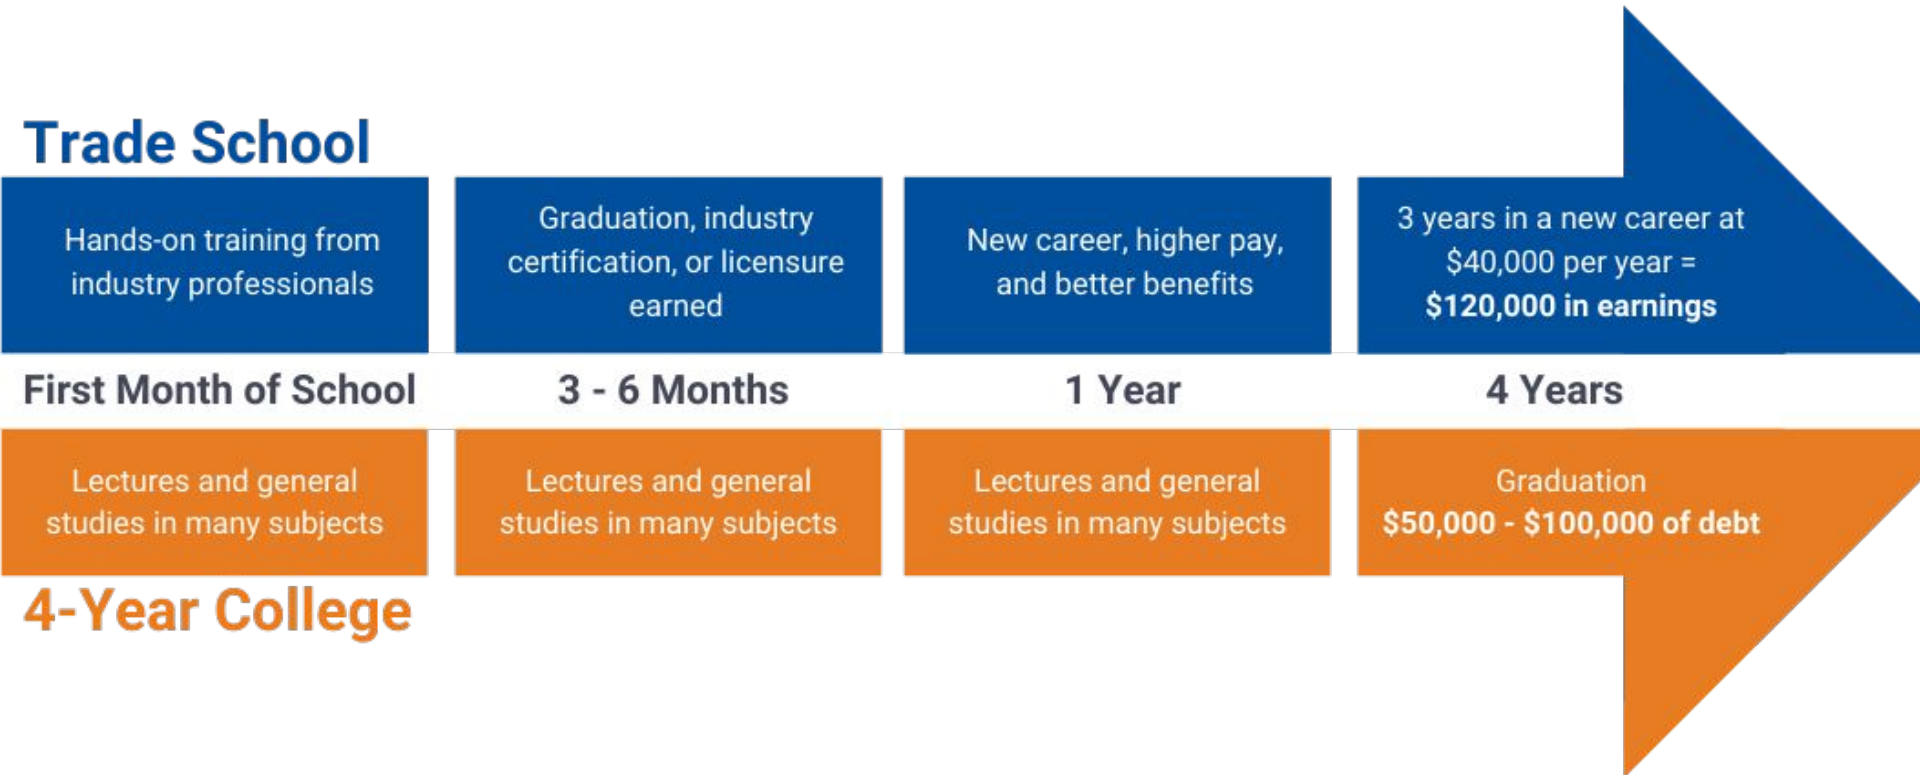 Trade School
Hands-on training from
industry professionals
Graduation, industry
certification, or licensure
earned
New career, higher pay,
and better benefits
3 years in a new career at
$40,000 per year =
$120,000 in earnings
First Month of School
3 - 6 Months
1 Year
4 Years
Lectures and general
studies in many subjects
Lectures and general
studies in many subjects
Lectures and general
studies in many subjects
Graduation
$50,000 - $100,000 of debt
4-Year College